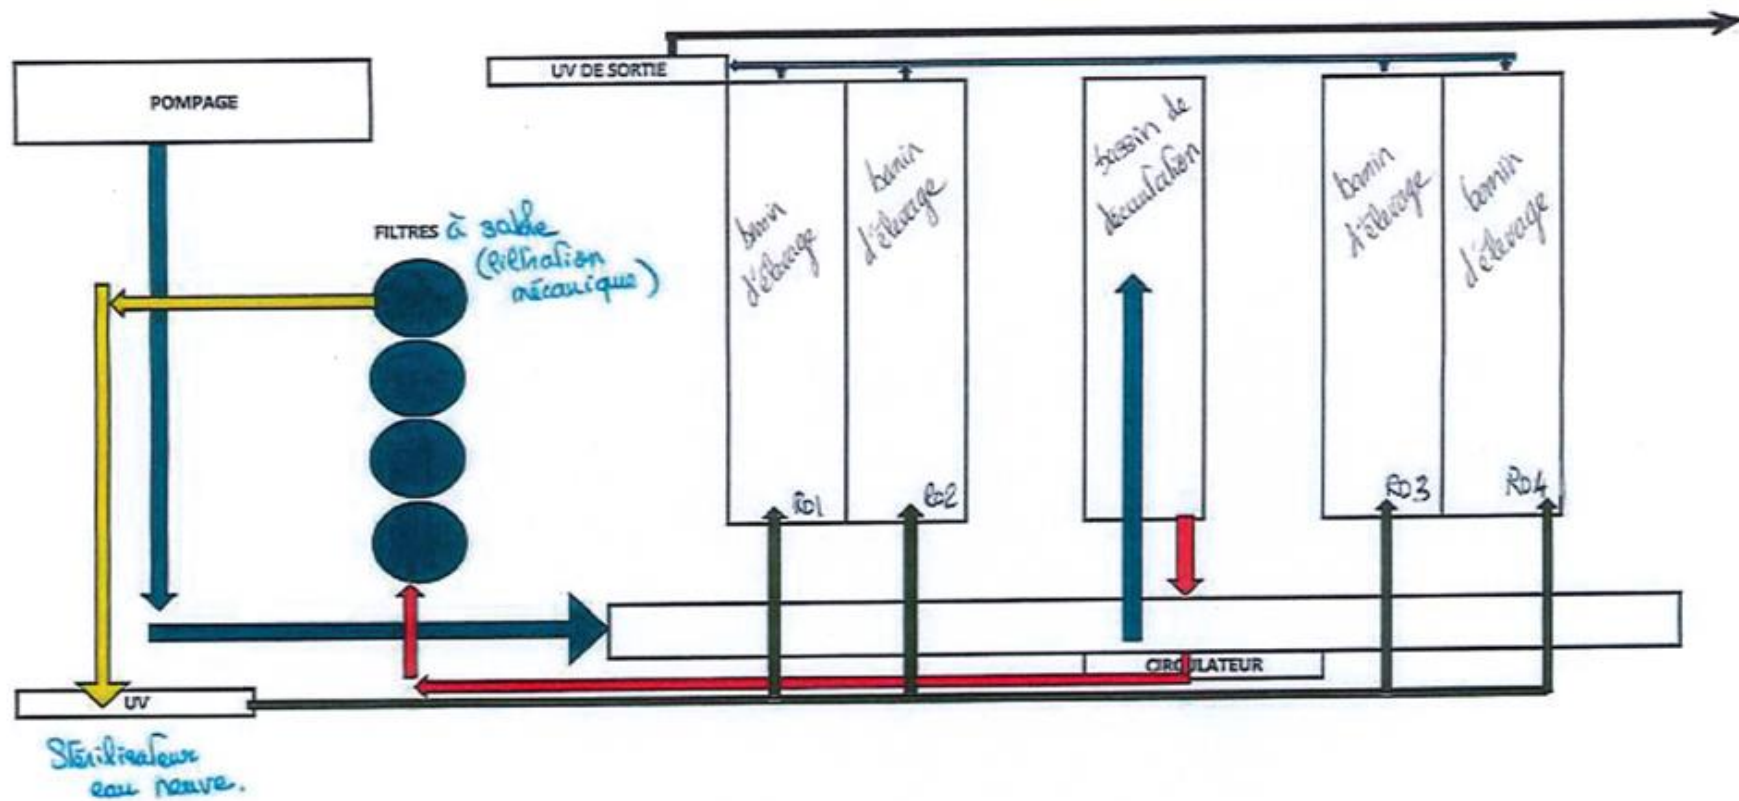 UV DE SORTIE
POMPAGE
FILTRES à sable
(filtration
mécanique)
bassin
d'élevage
bassin
d'élevage
bassin de
décantation
bassin
d'élevage
bassin
d'élevage
RD1
RD2
RD3
RD4
CIRCULATEUR
UV
Stérilisateur
eau neuve.